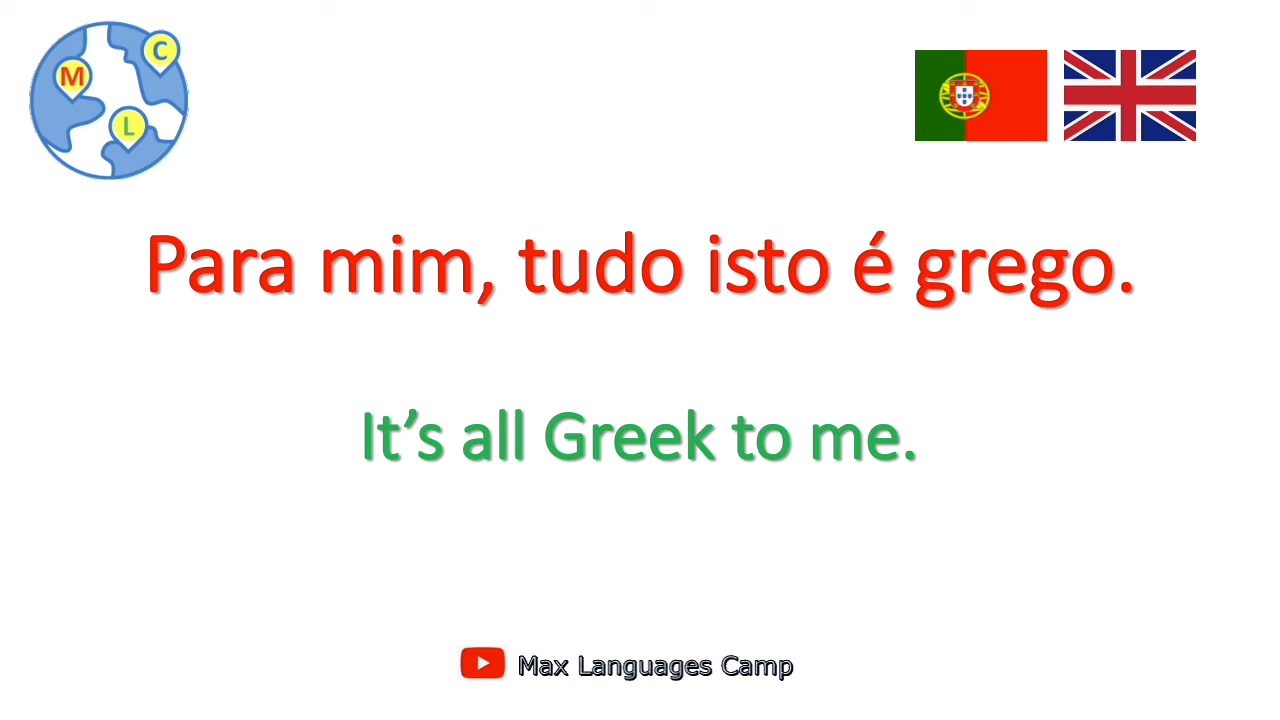 M
C
L
Para mim, tudo isto é grego.
It’s all Greek to me.
Max Languages Camp